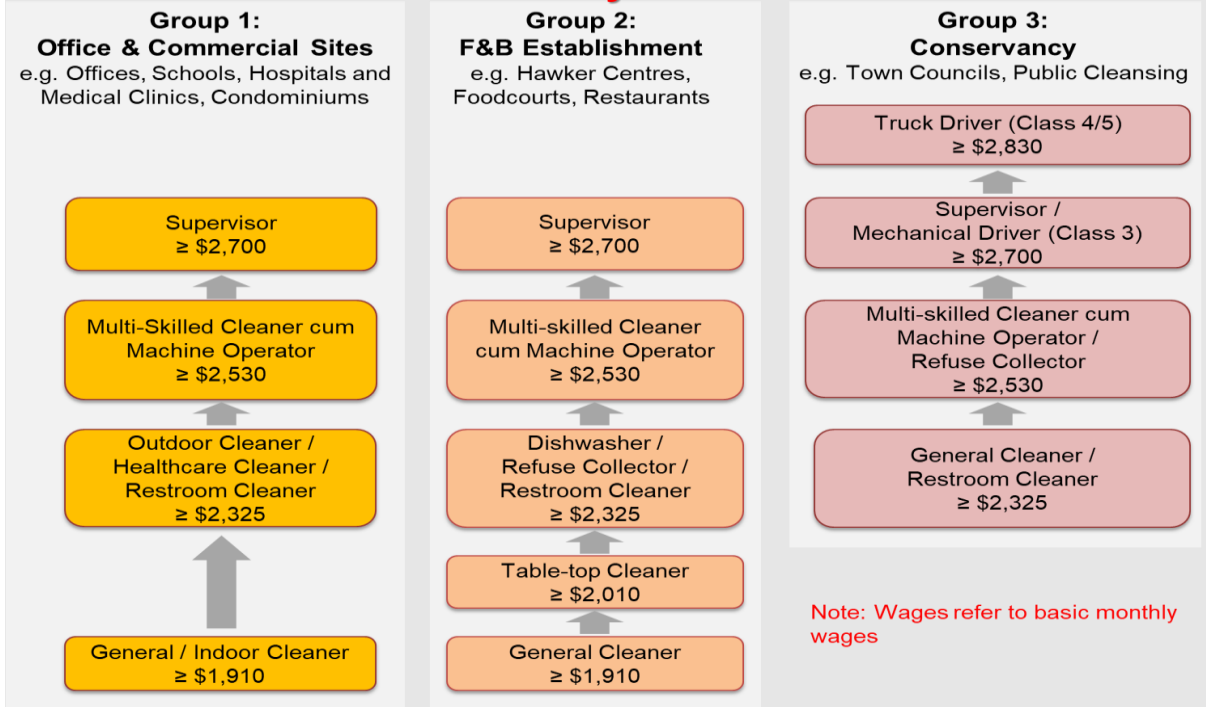 Group 1:
Office & Commercial Sites
e.g. Offices, Schools, Hospitals and
Medical Clinics, Condominiums
Supervisor
≥ $2,700
Multi-Skilled Cleaner cum
Machine Operator
≥ $2,530
Outdoor Cleaner /
Healthcare Cleaner /
Restroom Cleaner
≥ $2,325
General / Indoor Cleaner
≥ $1,910
Group 2:
F&B Establishment
e.g. Hawker Centres,
Foodcourts, Restaurants
Supervisor
≥ $2,700
Multi-skilled Cleaner
cum Machine Operator
≥ $2,530
Dishwasher /
Refuse Collector /
Restroom Cleaner
≥ $2,325
Table-top Cleaner
≥ $2,010
General Cleaner
≥ $1,910
Group 3:
Conservancy
e.g. Town Councils, Public Cleansing
Truck Driver (Class 4/5)
≥ $2,830
Supervisor /
Mechanical Driver (Class 3)
≥ $2,700
Multi-skilled Cleaner cum
Machine Operator /
Refuse Collector
≥ $2,530
General Cleaner /
Restroom Cleaner
≥ $2,325
Note: Wages refer to basic monthly
wages